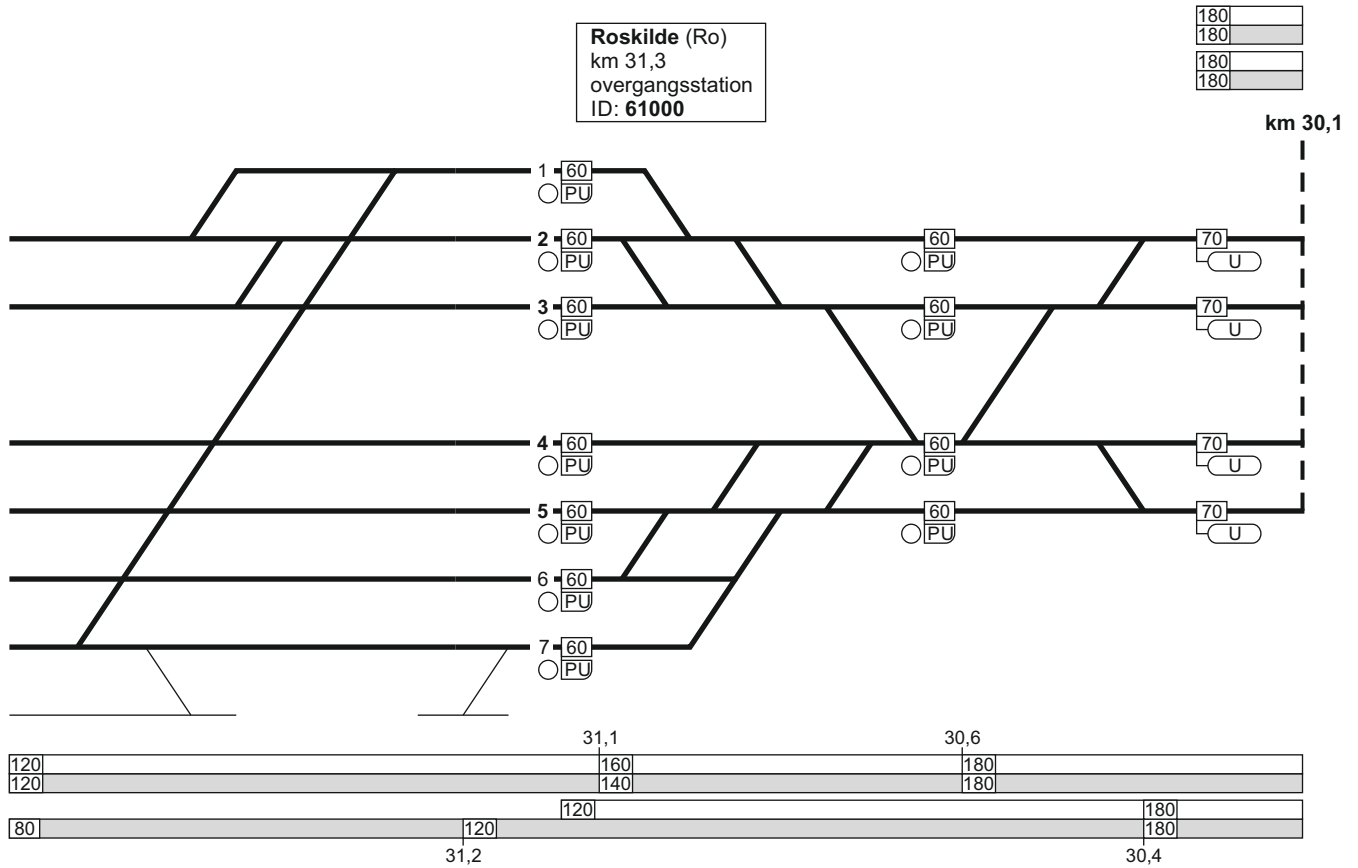 180
180
180
180
Roskilde (Ro)
km 31,3
overgangsstation
ID: 61000
km 30,1
1 60
PU
2 60 60 70
PU PU U
3 60 60 70
PU PU U
4 60 60 70
PU PU U
5 60 60 70
PU PU U
6 60
PU
7 60
PU
31,1 30,6
120 160 180
120 140 180
120 180
80 120 180
31,2 30,4